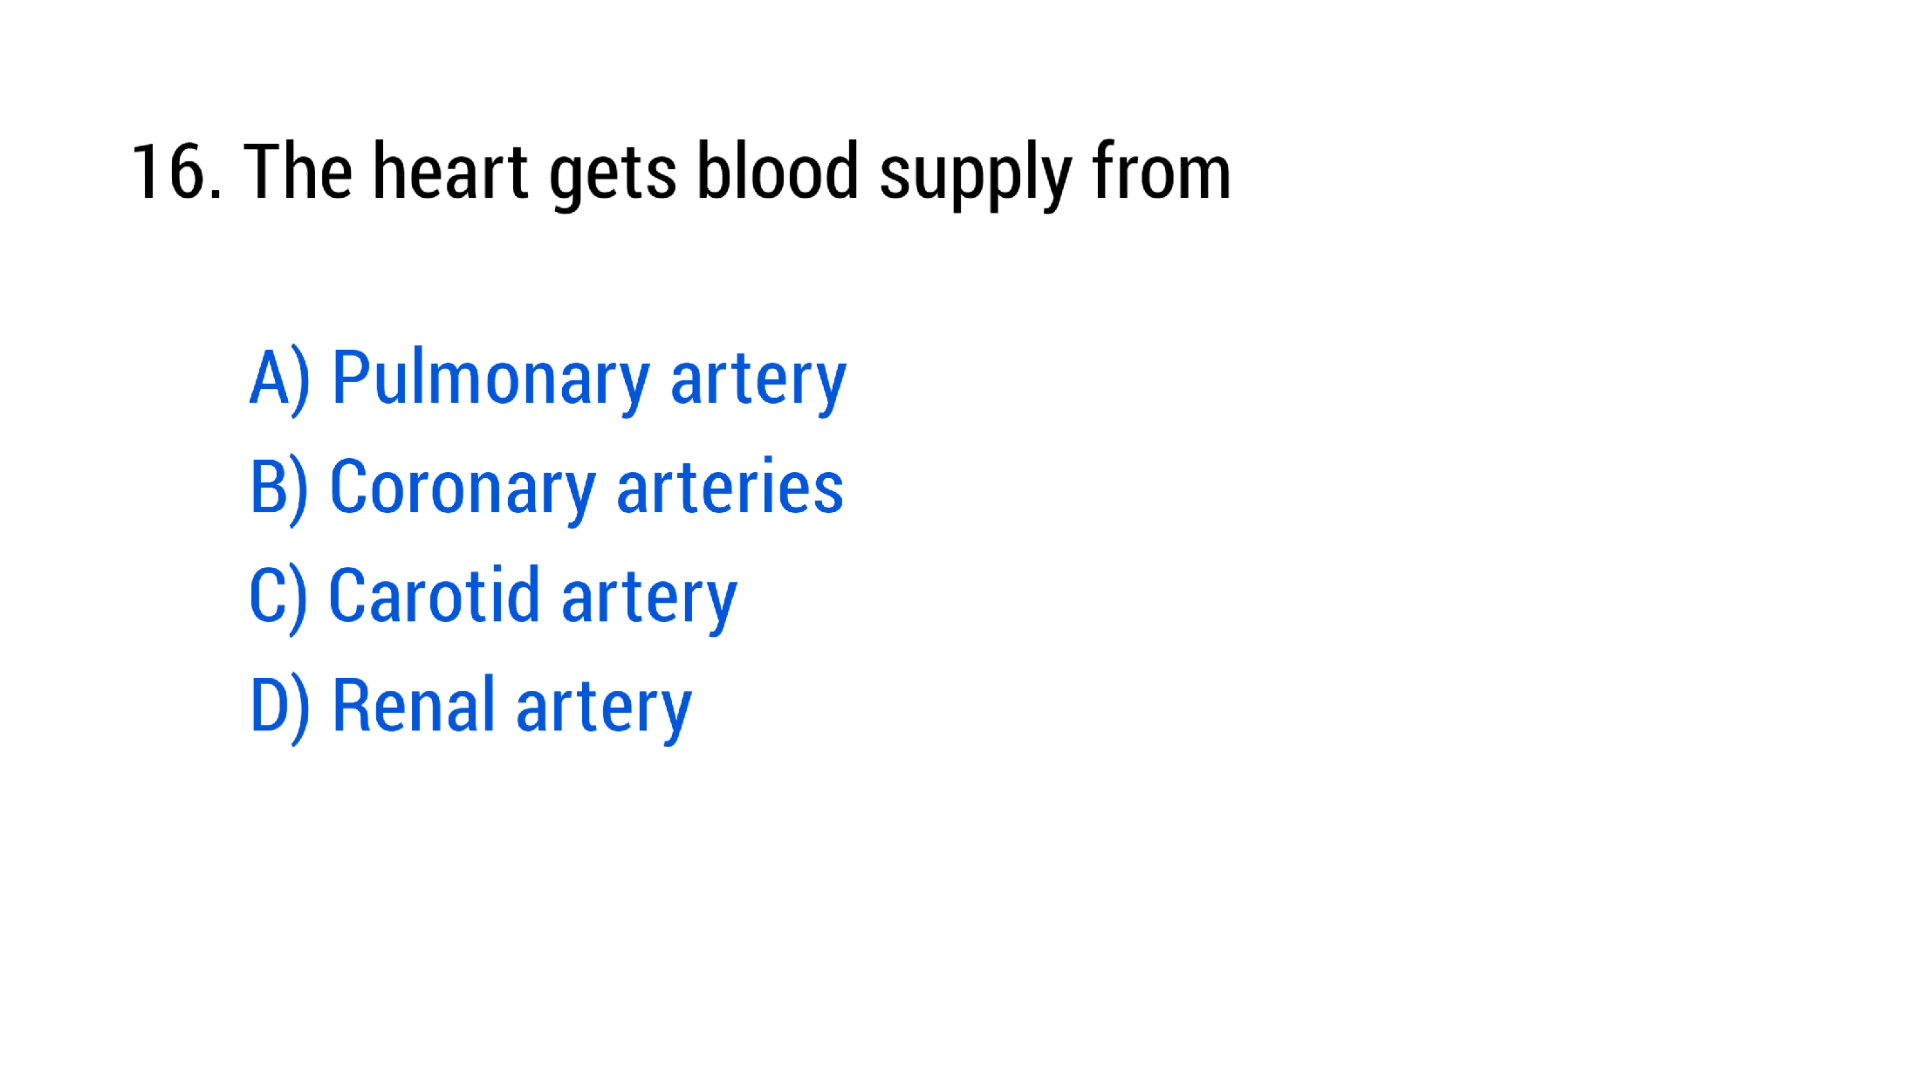 16. The heart gets blood supply from
A) Pulmonary artery
B) Coronary arteries
C) Carotid artery
D) Renal artery